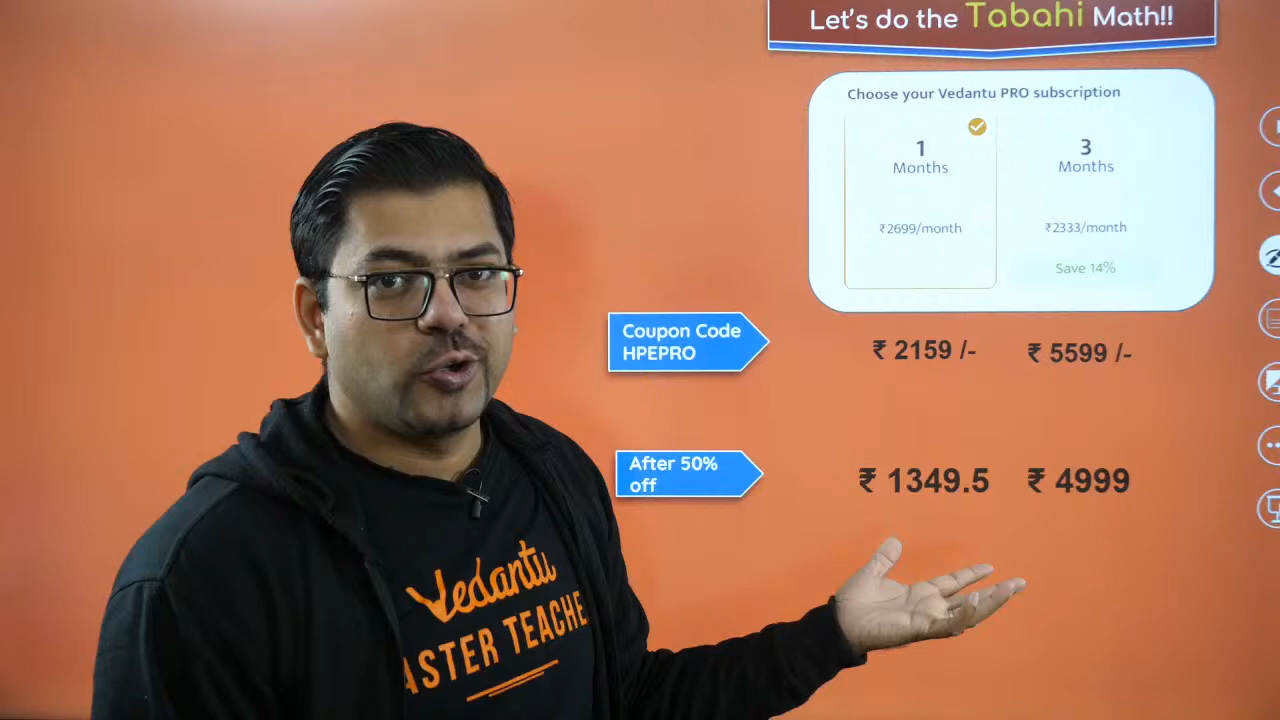 Let's do the Tabahi Math!!
Choose your Vedantu PRO subscription
1
Months
₹2699/month
3
Months
₹2333/month
Save 14%
Coupon Code
HPEPRO
₹ 2159 /-
₹ 5599 /-
After 50%
off
₹ 1349.5
₹ 4999
Vedantu
ASTER TEACHE